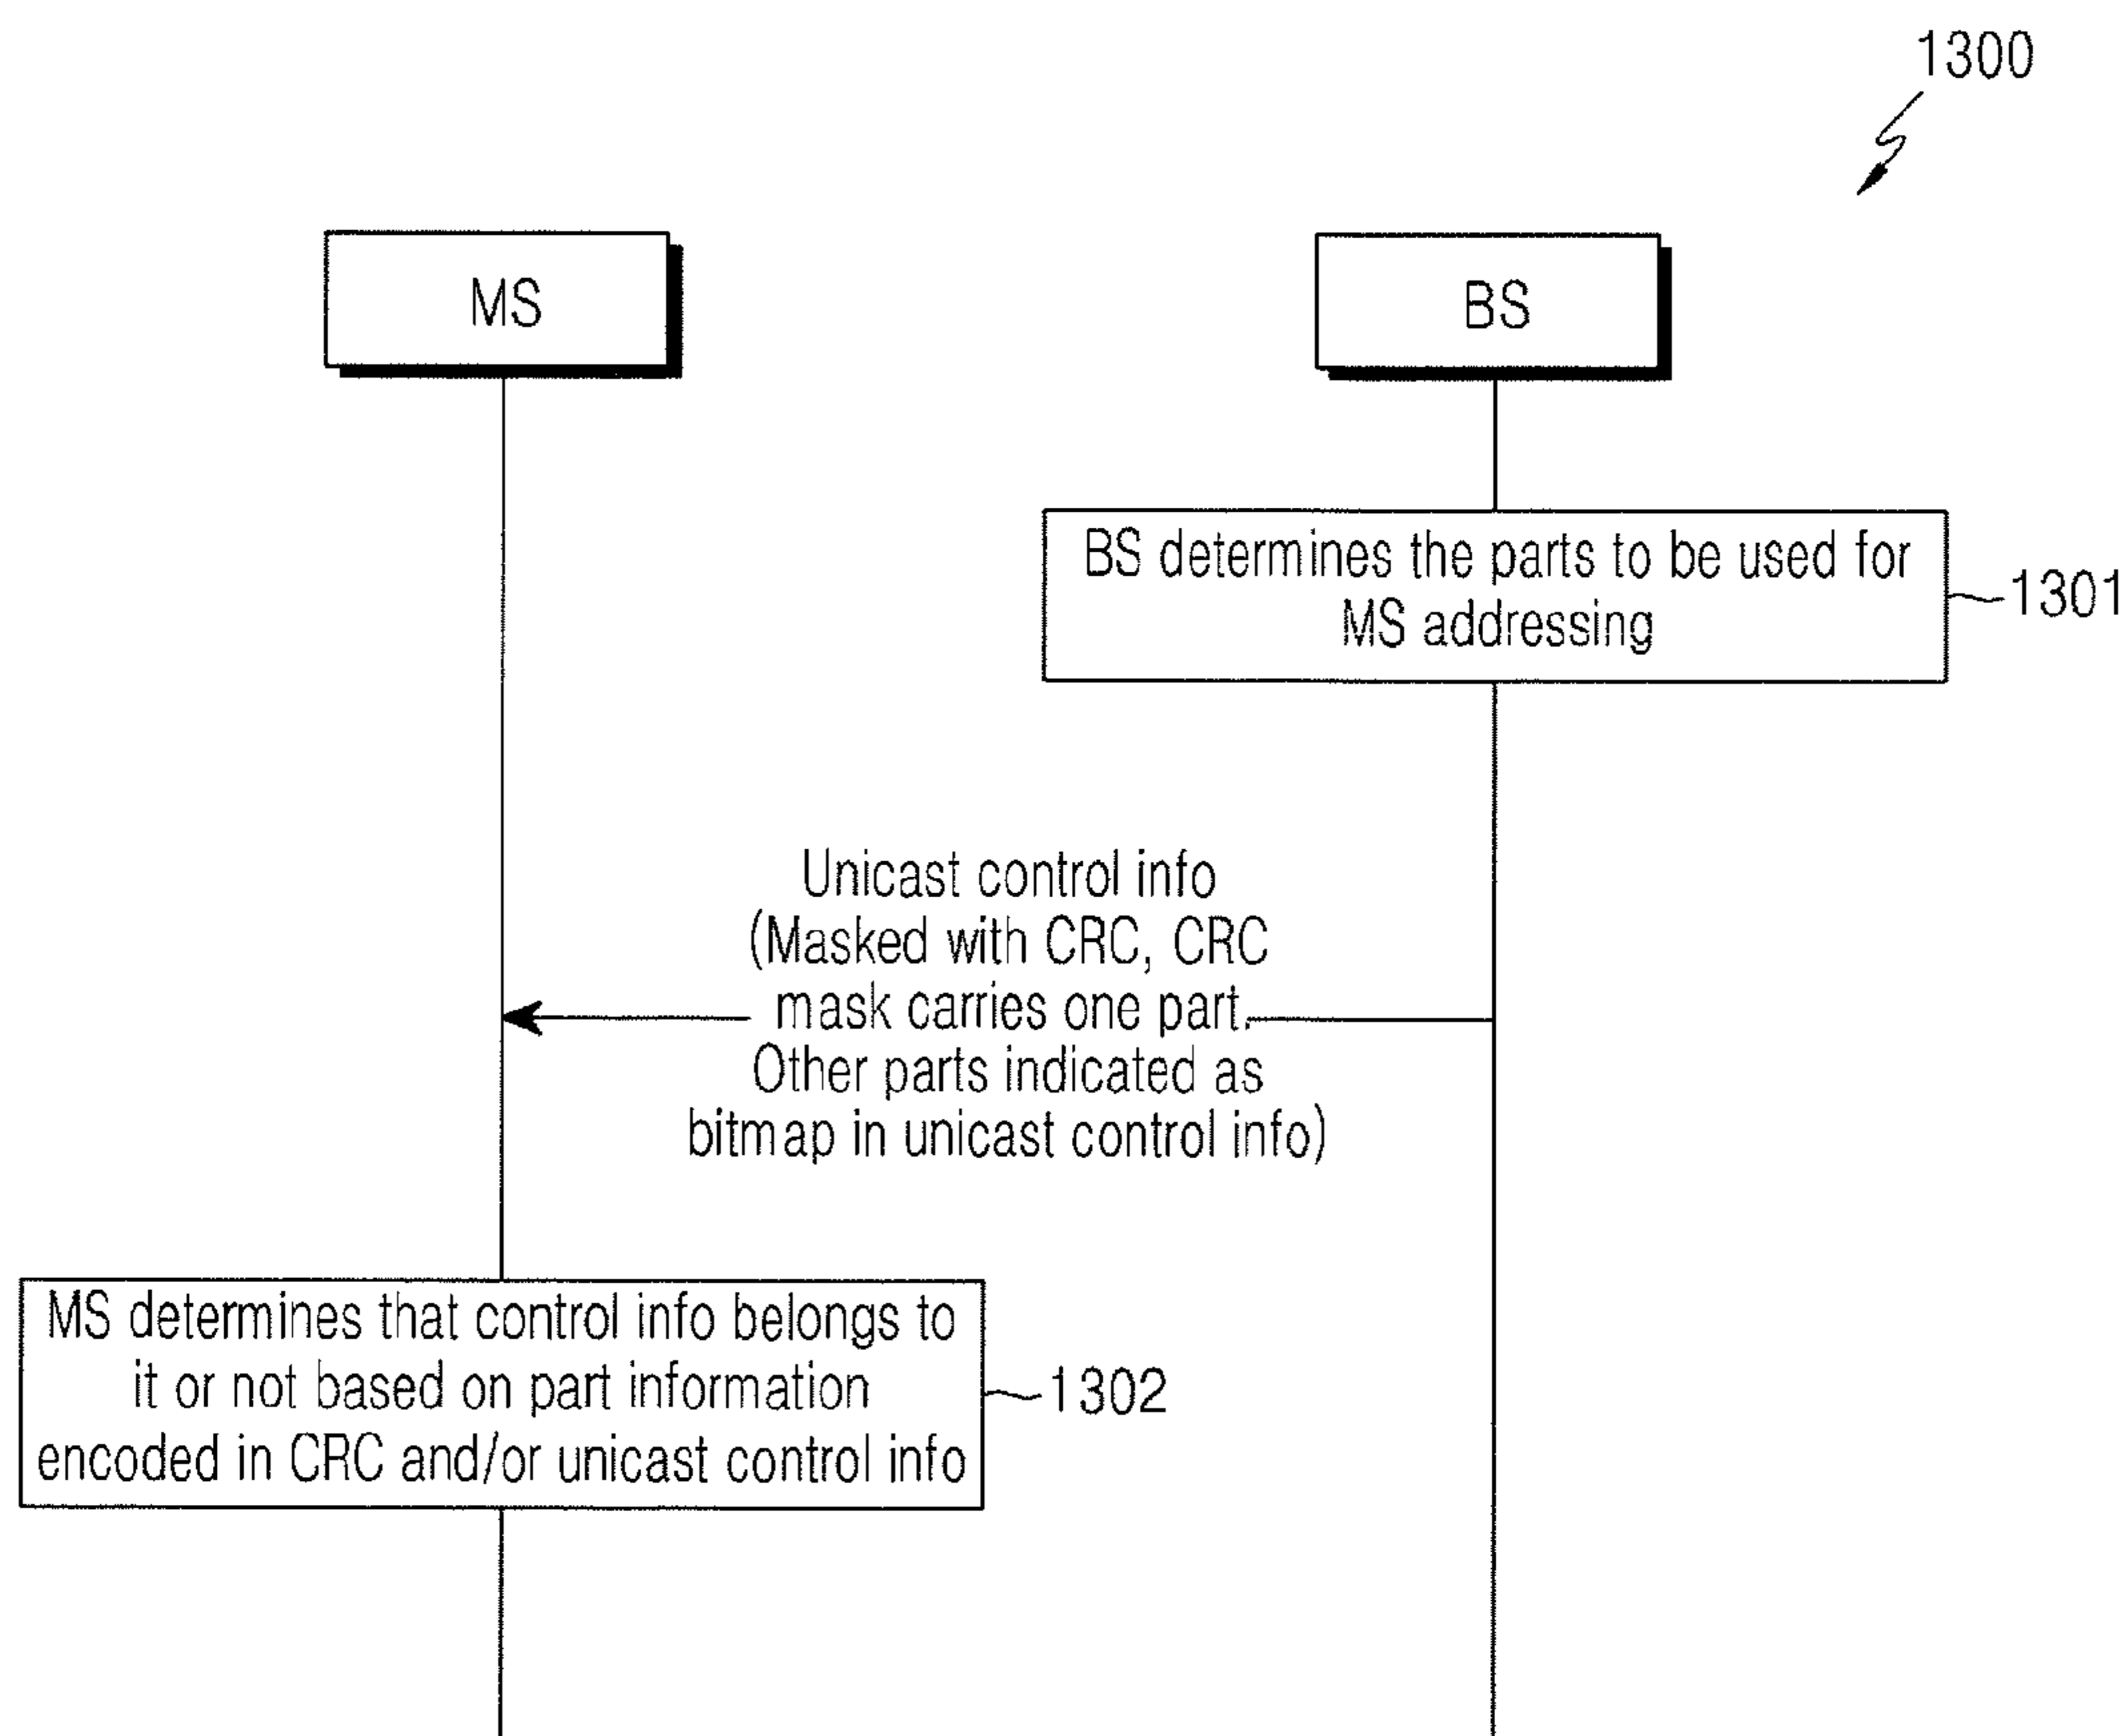 1300
MS
BS
BS determines the parts to be used for
MS addressing
1301
Unicast control info
(Masked with CRC, CRC
mask carries one part.
Other parts indicated as
bitmap in unicast control info)
MS determines that control info belongs to
it or not based on part information
encoded in CRC and/or unicast control info
1302